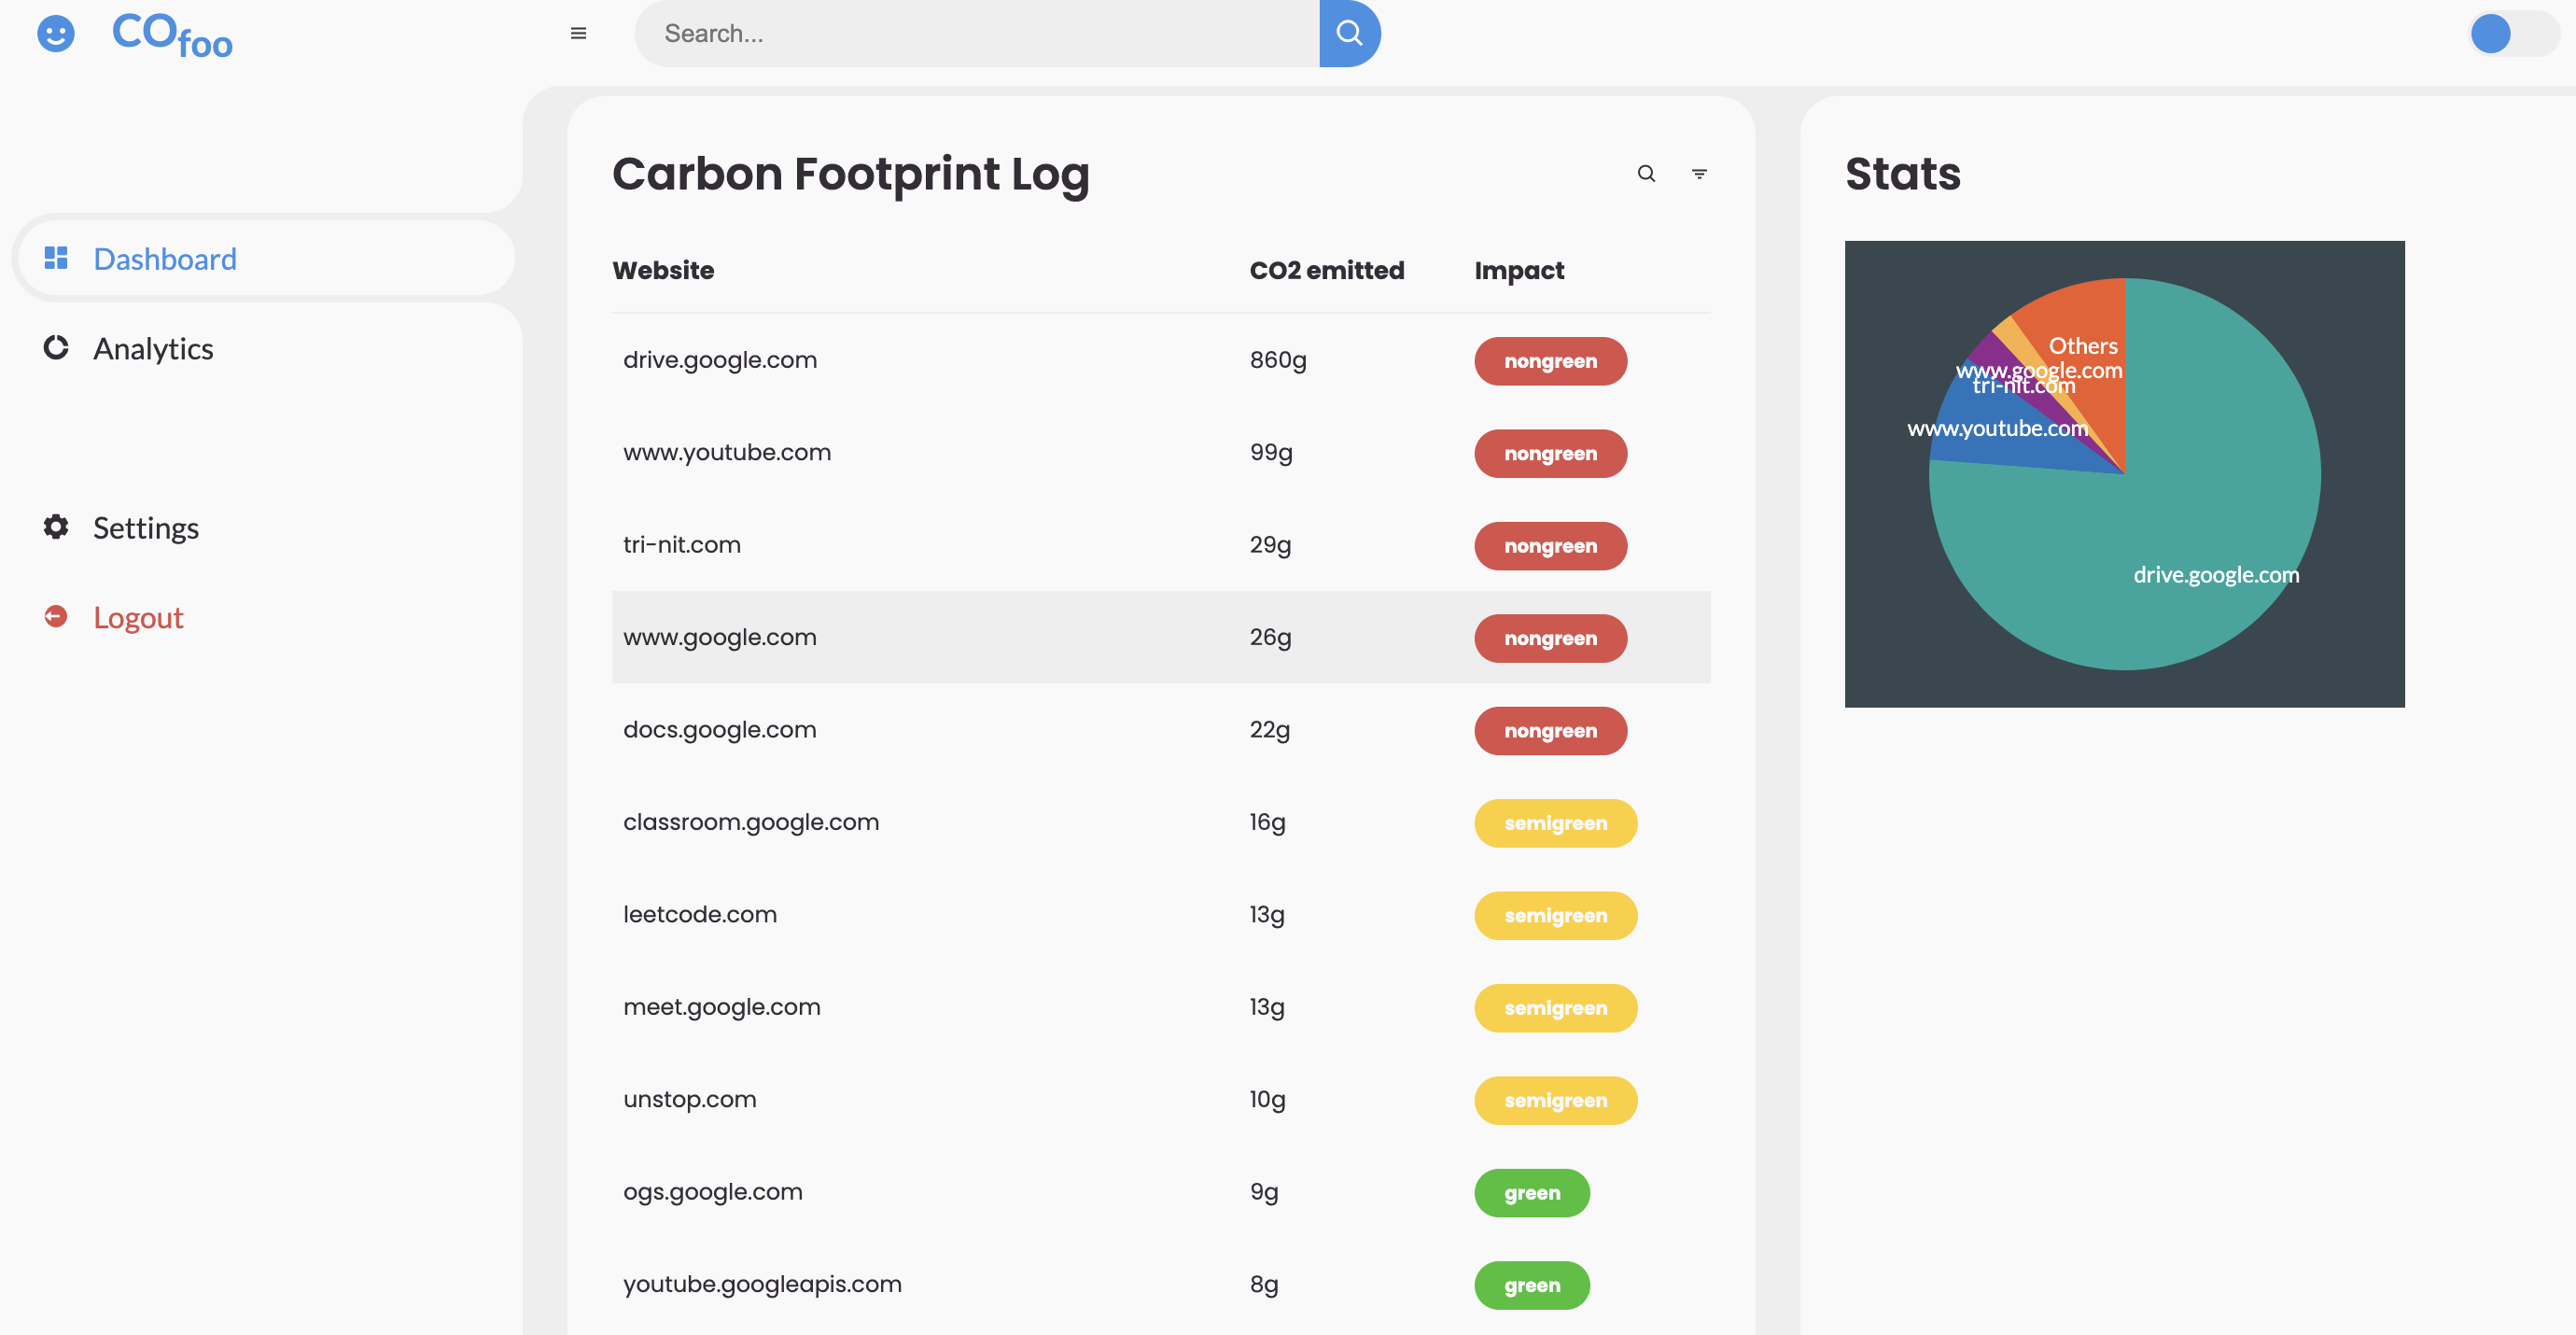 COfoo
Search...
Dashboard
Analytics
Settings
Logout
Carbon Footprint Log
Website CO2 emitted Impact
drive.google.com 860g nongreen
www.youtube.com 99g nongreen
tri-nit.com 29g nongreen
www.google.com 26g nongreen
docs.google.com 22g nongreen
classroom.google.com 16g semigreen
leetcode.com 13g semigreen
meet.google.com 13g semigreen
unstop.com 10g semigreen
ogs.google.com 9g green
youtube.googleapis.com 8g green
Stats
Others
www.google.com
tri-nit.com
www.youtube.com
drive.google.com